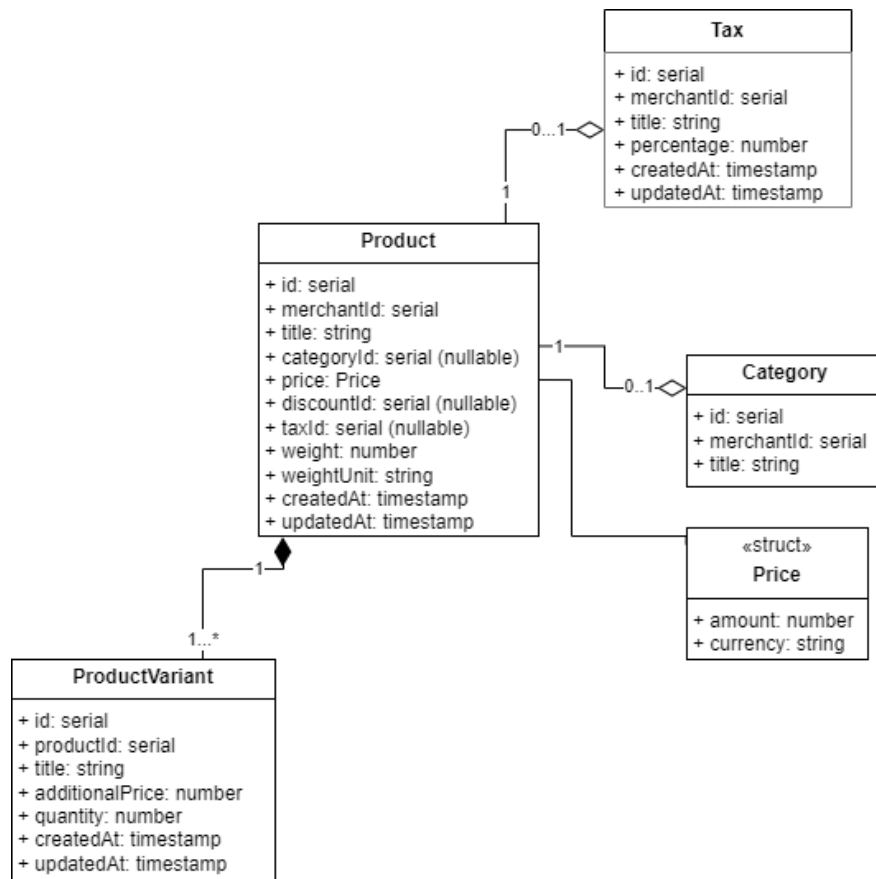 Tax
+ id: serial
+ merchantId: serial
+ title: string
+ percentage: number
+ createdAt: timestamp
+ updatedAt: timestamp
0...1
1
Product
+ id: serial
+ merchantId: serial
+ title: string
+ categoryId: serial (nullable)
+ price: Price
+ discountId: serial (nullable)
+ taxId: serial (nullable)
+ weight: number
+ weightUnit: string
+ createdAt: timestamp
+ updatedAt: timestamp
1
0..1
Category
+ id: serial
+ merchantId: serial
+ title: string
«struct»
Price
+ amount: number
+ currency: string
1
1...*
ProductVariant
+ id: serial
+ productId: serial
+ title: string
+ additionalPrice: number
+ quantity: number
+ createdAt: timestamp
+ updatedAt: timestamp